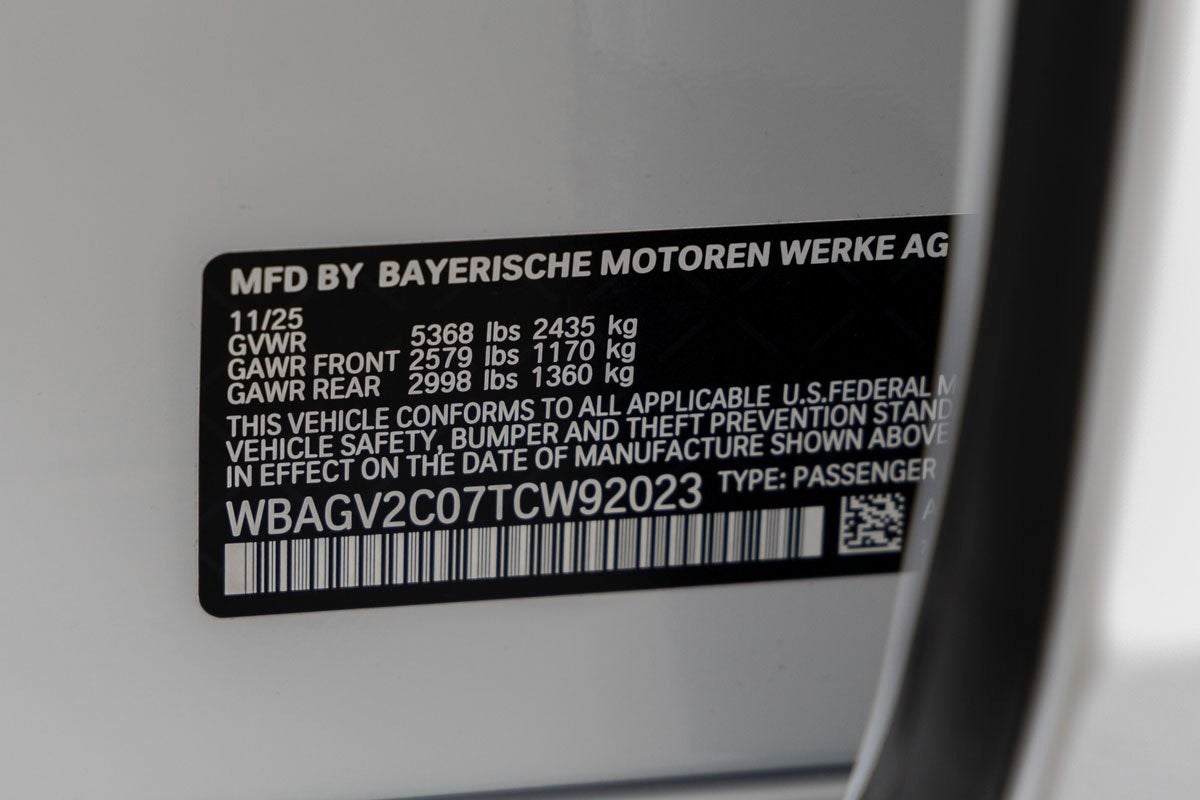 MFD BY BAYERISCHE MOTOREN WERKE AG
11/25
GVWR 5368 lbs 2435 kg
GAWR FRONT 2579 lbs 1170 kg
GAWR REAR 2998 lbs 1360 kg
THIS VEHICLE CONFORMS TO ALL APPLICABLE U.S.FEDERAL M
VEHICLE SAFETY, BUMPER AND THEFT PREVENTION STAND
IN EFFECT ON THE DATE OF MANUFACTURE SHOWN ABOVE
WBAGV2C07TCW92023 TYPE: PASSENGER